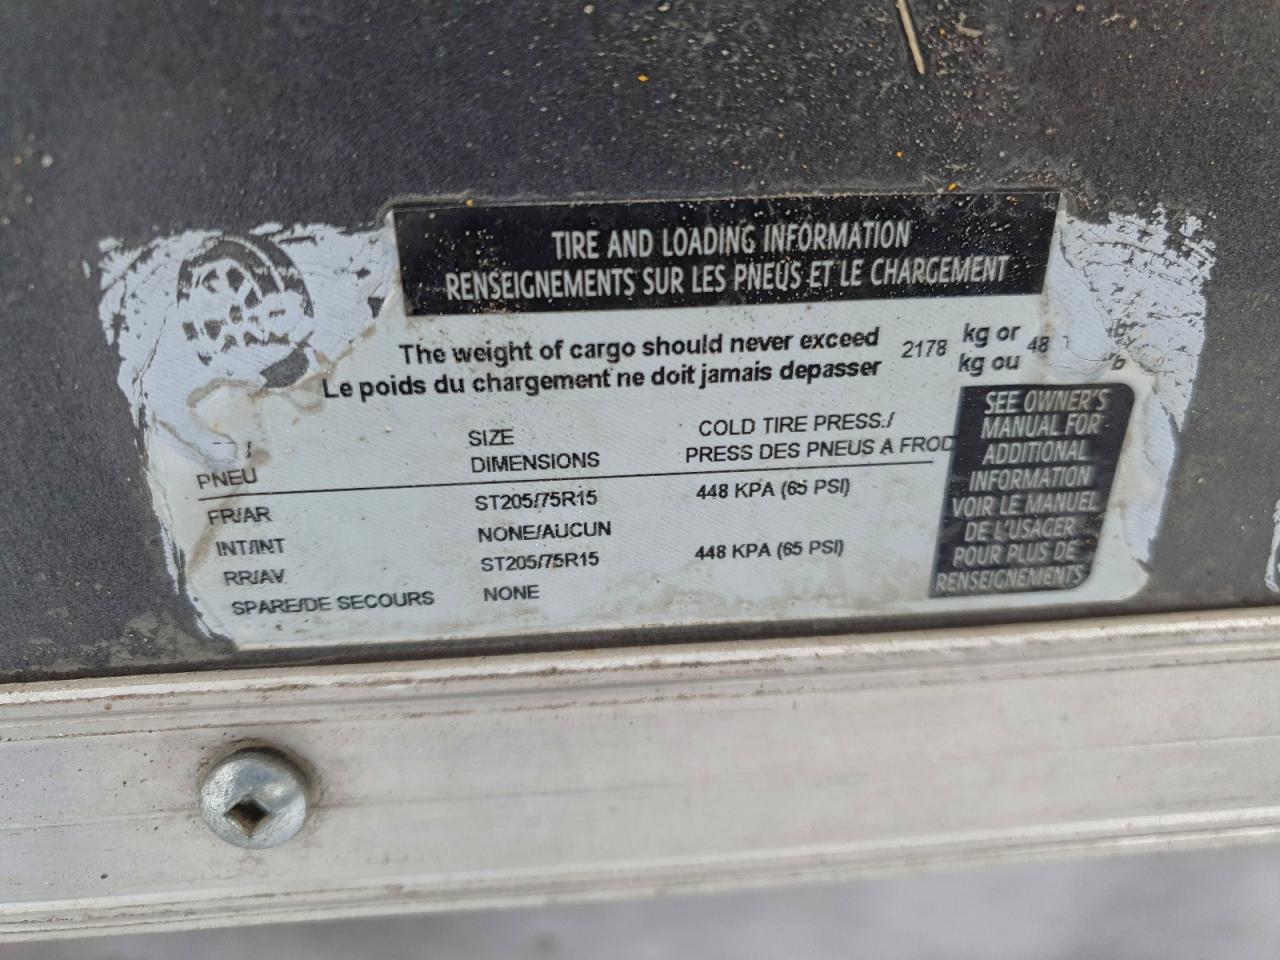 TIRE AND LOADING INFORMATION
RENSEIGNEMENTS SUR LES PNEUS ET LE CHARGEMENT
The weight of cargo should never exceed
Le poids du chargement ne doit jamais depasser
2178
kg or
kg ou
48
SIZE
DIMENSIONS
COLD TIRE PRESS./
PRESS DES PNEUS A FROD
PNEU
FR/AR ST205/75R15 448 KPA (65 PSI)
INT/INT NONE/AUCUN
RR/AV ST205/75R15 448 KPA (65 PSI)
SPARE/DE SECOURS NONE
SEE OWNER'S
MANUAL FOR
ADDITIONAL
INFORMATION
VOIR LE MANUEL
DE L'USAGER
POUR PLUS DE
RENSEIGNEMENTS